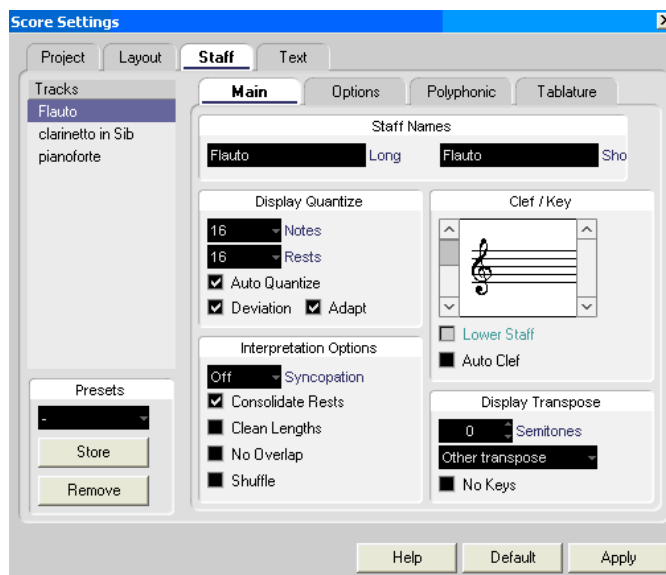 Score Settings
Project Layout Staff Text
Tracks
Flauto
clarinetto in Sib
pianoforte
Main Options Polyphonic Tablature
Staff Names
Flauto Long Flauto Sho
Display Quantize
16 Notes
16 Rests
Auto Quantize
Deviation Adapt
Clef / Key
Lower Staff
Auto Clef
Interpretation Options
Off Syncopation
Consolidate Rests
Clean Lengths
No Overlap
Shuffle
Display Transpose
0 Semitones
Other transpose
No Keys
Presets
-
Store
Remove
Help Default Apply